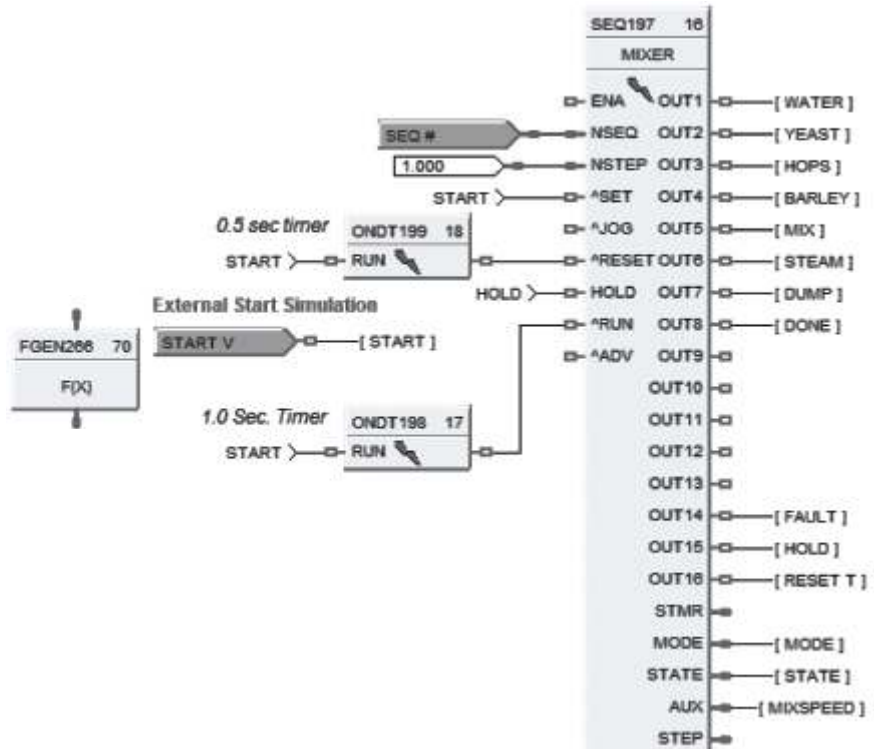 SEQ197 16
MIXER
ENA OUT1 [ WATER ]
SEQ # NSEQ OUT2 [ YEAST ]
1.000 NSTEP OUT3 [ HOPS ]
START ^SET OUT4 [ BARLEY ]
0.5 sec timer
ONDT199 18
^JOG OUT5 [ MIX ]
START RUN ^RESET OUT6 [ STEAM ]
HOLD HOLD OUT7 [ DUMP ]
External Start Simulation
^RUN OUT8 [ DONE ]
START V [ START ]
FGEN266 70
F(X)
^ADV OUT9
OUT10
1.0 Sec. Timer
ONDT198 17
OUT11
START RUN OUT12
OUT13
OUT14 [ FAULT ]
OUT15 [ HOLD ]
OUT16 [ RESET T ]
STMR
MODE [ MODE ]
STATE [ STATE ]
AUX [ MIXSPEED ]
STEP